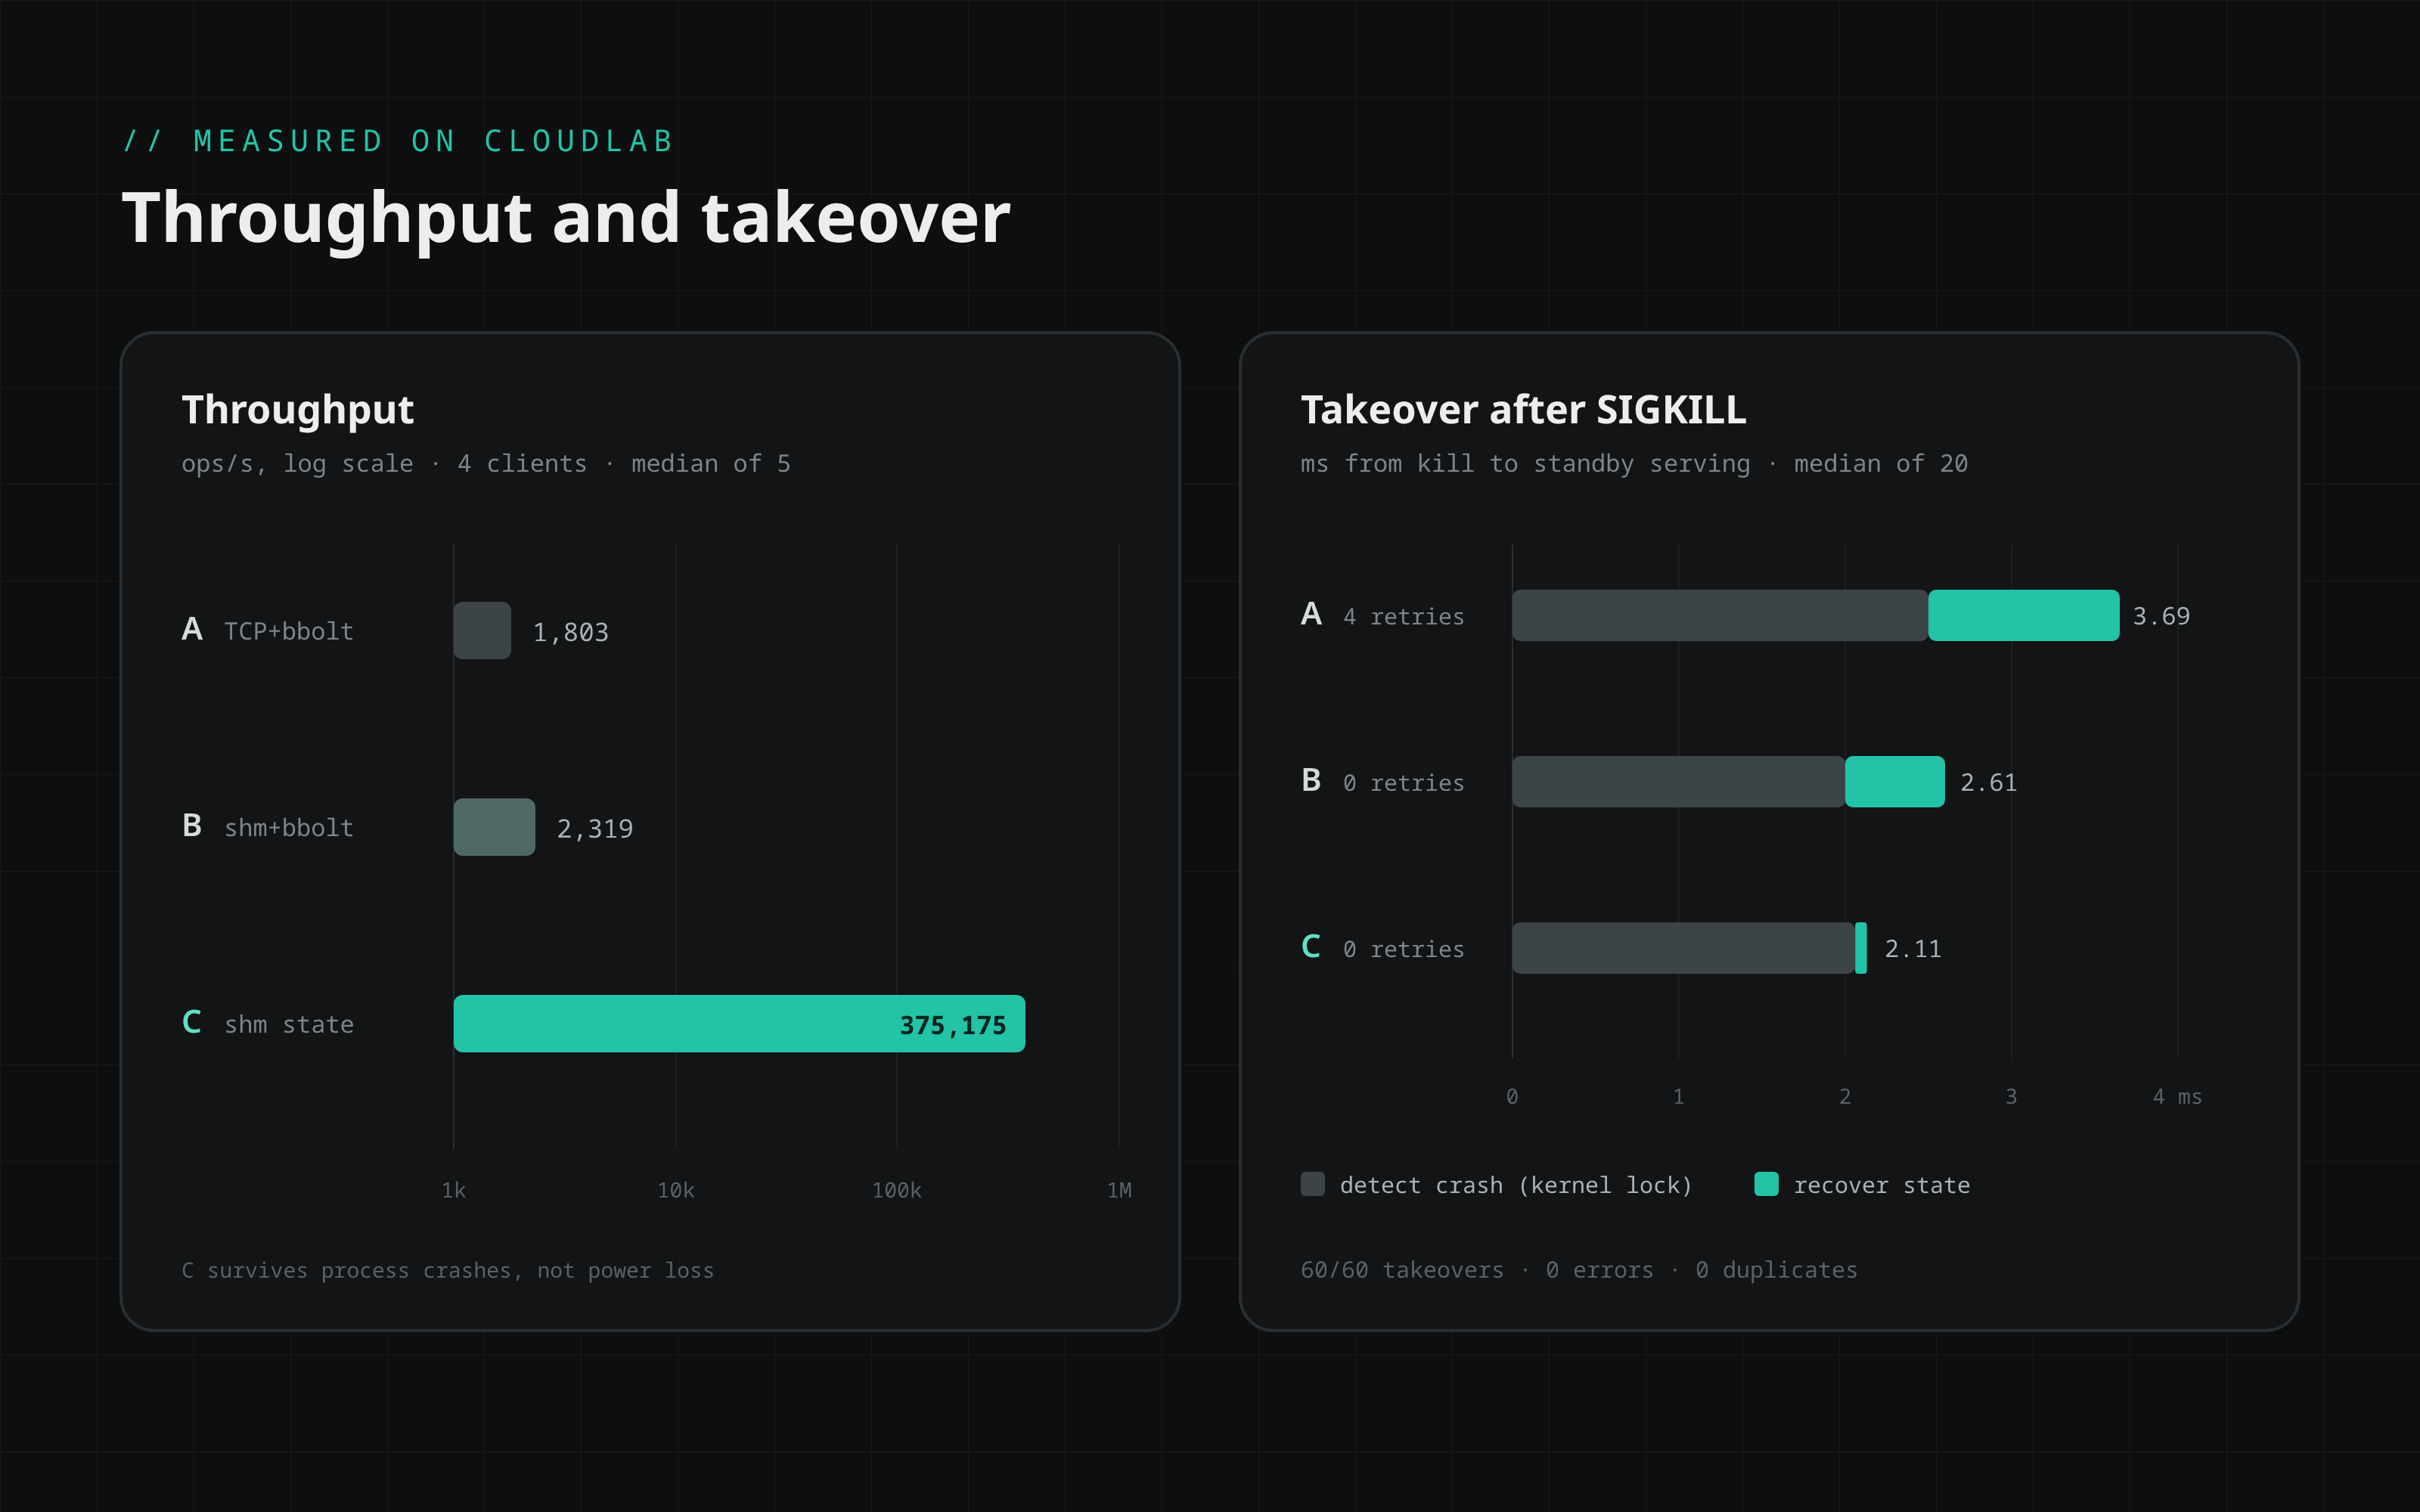 // MEASURED ON CLOUDLAB
Throughput and takeover
Throughput
ops/s, log scale · 4 clients · median of 5
A TCP+bbolt 1,803
B shm+bbolt 2,319
C shm state 375,175
1k 10k 100k 1M
C survives process crashes, not power loss
Takeover after SIGKILL
ms from kill to standby serving · median of 20
A 4 retries 3.69
B 0 retries 2.61
C 0 retries 2.11
0 1 2 3 4 ms
detect crash (kernel lock) recover state
60/60 takeovers · 0 errors · 0 duplicates